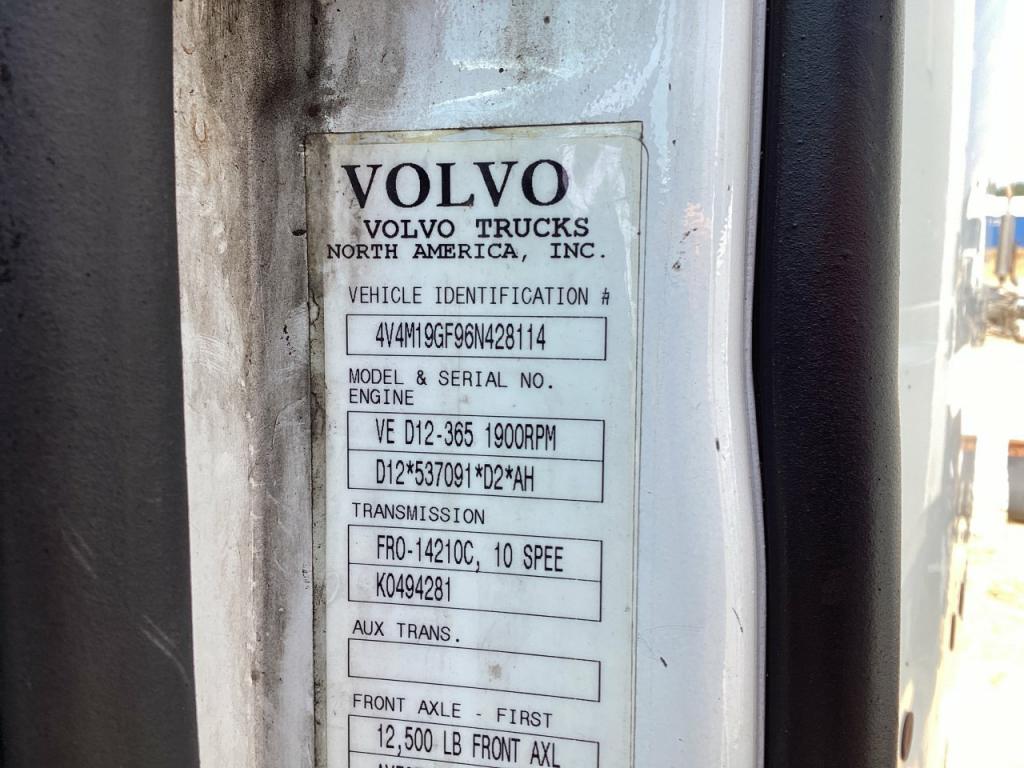 VOLVO
VOLVO TRUCKS
NORTH AMERICA, INC.
VEHICLE IDENTIFICATION #
4V4M19GF96N428114
MODEL & SERIAL NO.
ENGINE
VE D12-365 1900RPM
D12*537091*D2*AH
TRANSMISSION
FRO-14210C, 10 SPEE
K0494281
AUX TRANS.
FRONT AXLE - FIRST
12,500 LB FRONT AXL